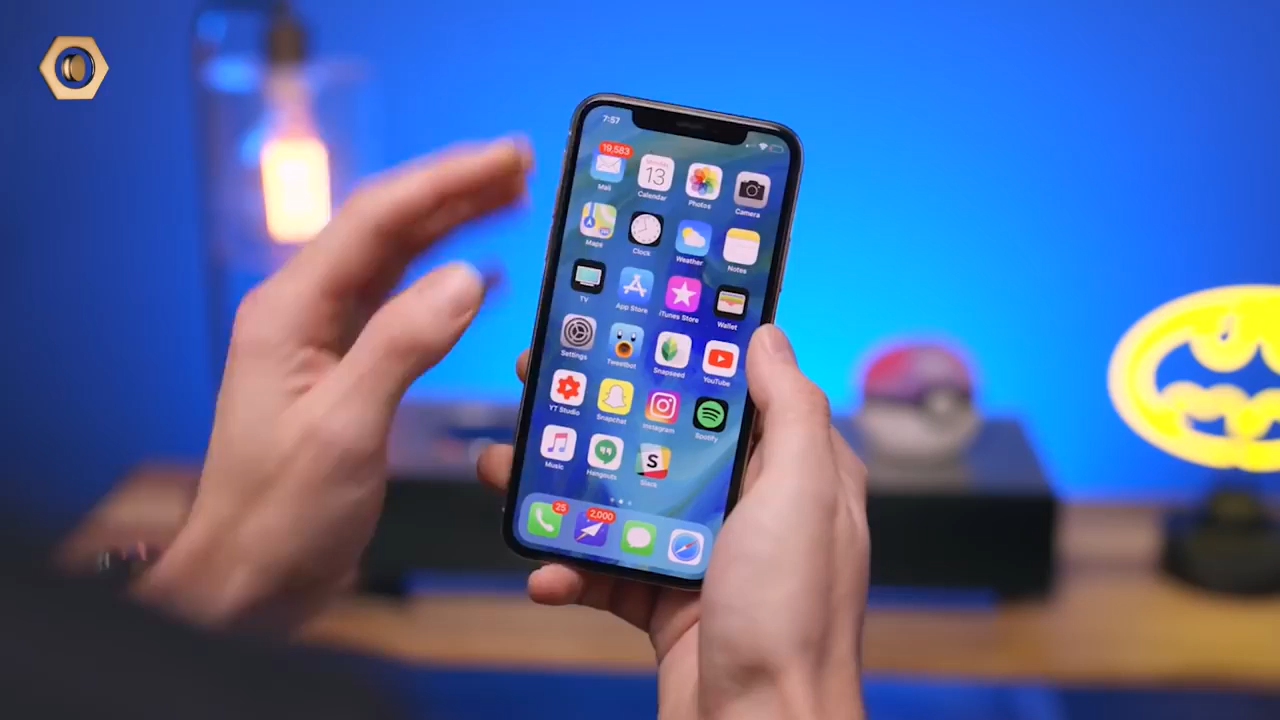 7:57
19,583
Monday
13
Mail
Calendar
Photos
Camera
Maps
Clock
Weather
Notes
TV
App Store
iTunes Store
Wallet
Settings
Tweetbot
Snapseed
YouTube
YT Studio
Snapchat
Instagram
Spotify
Music
Hangouts
S
Slack
25
2,000